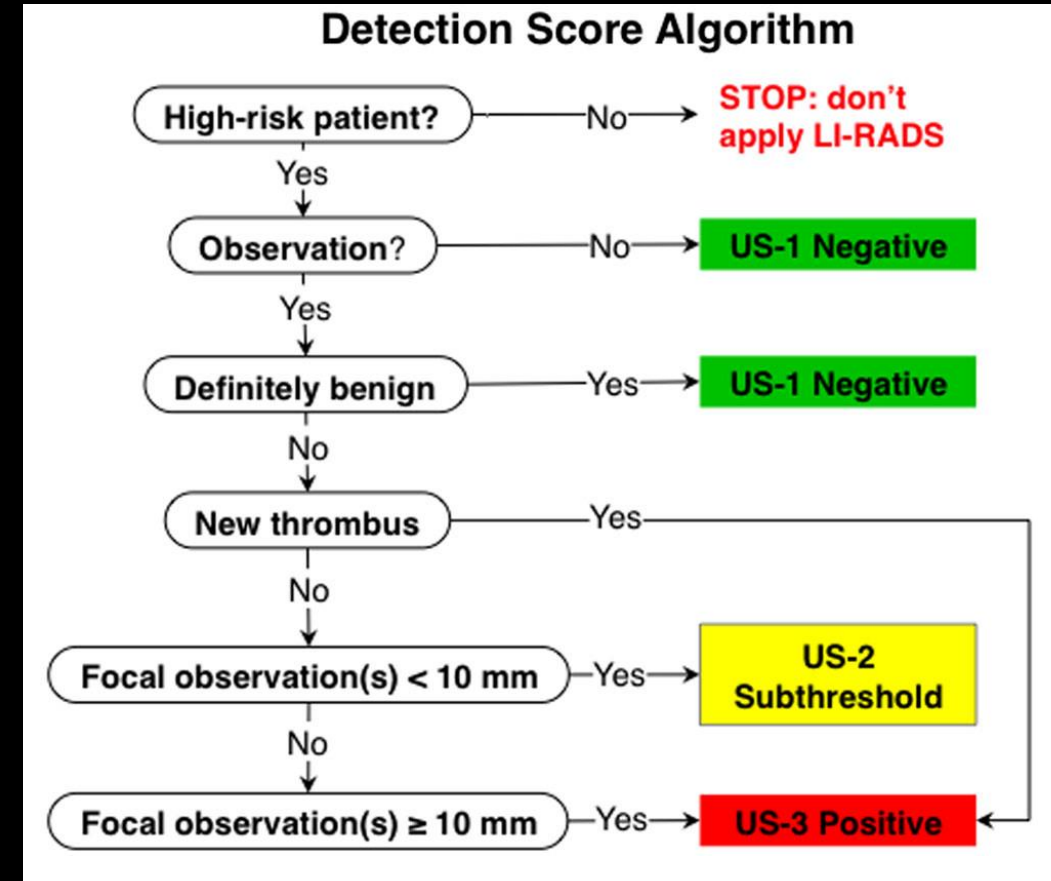 Detection Score Algorithm
High-risk patient?
No
STOP: don't
apply LI-RADS
Yes
Observation?
No
US-1 Negative
Yes
Definitely benign
Yes
US-1 Negative
No
New thrombus
Yes
No
Focal observation(s) < 10 mm
Yes
US-2
Subthreshold
No
Focal observation(s) ≥ 10 mm
Yes
US-3 Positive